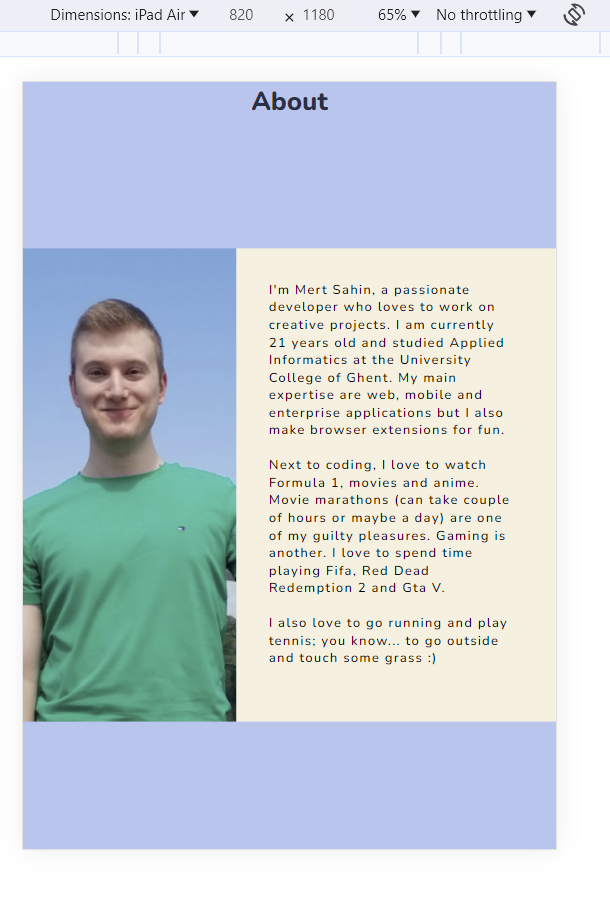 Dimensions: iPad Air ▼ 820 × 1180 65% ▼ No throttling ▼
About
I'm Mert Sahin, a passionate
developer who loves to work on
creative projects. I am currently
21 years old and studied Applied
Informatics at the University
College of Ghent. My main
expertise are web, mobile and
enterprise applications but I also
make browser extensions for fun.
Next to coding, I love to watch
Formula 1, movies and anime.
Movie marathons (can take couple
of hours or maybe a day) are one
of my guilty pleasures. Gaming is
another. I love to spend time
playing Fifa, Red Dead
Redemption 2 and Gta V.
I also love to go running and play
tennis; you know... to go outside
and touch some grass :)